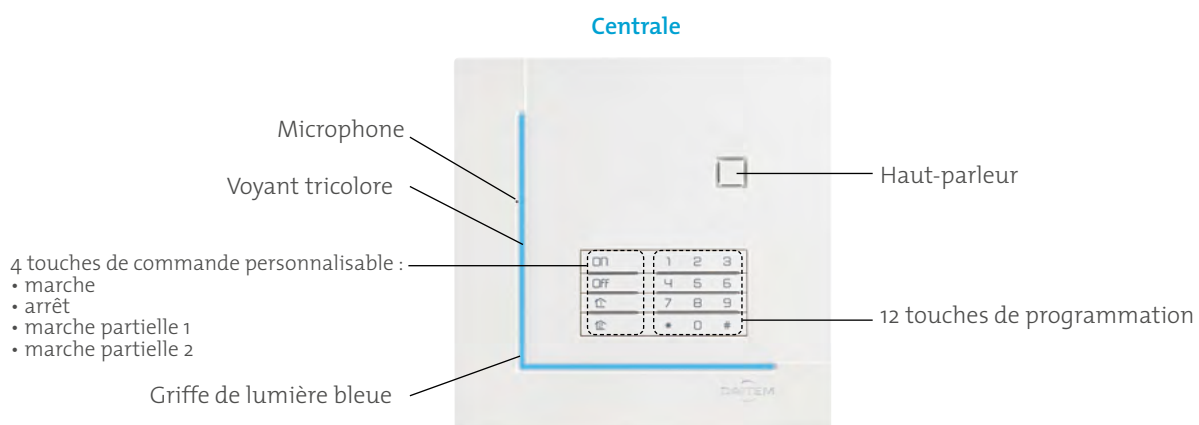 Centrale
Microphone
Voyant tricolore
4 touches de commande personnalisable :
• marche
• arrêt
• marche partielle 1
• marche partielle 2
Griffe de lumière bleue
Haut-parleur
12 touches de programmation
On
Off
1 2 3
4 5 6
7 8 9
* 0 #
DAITEM